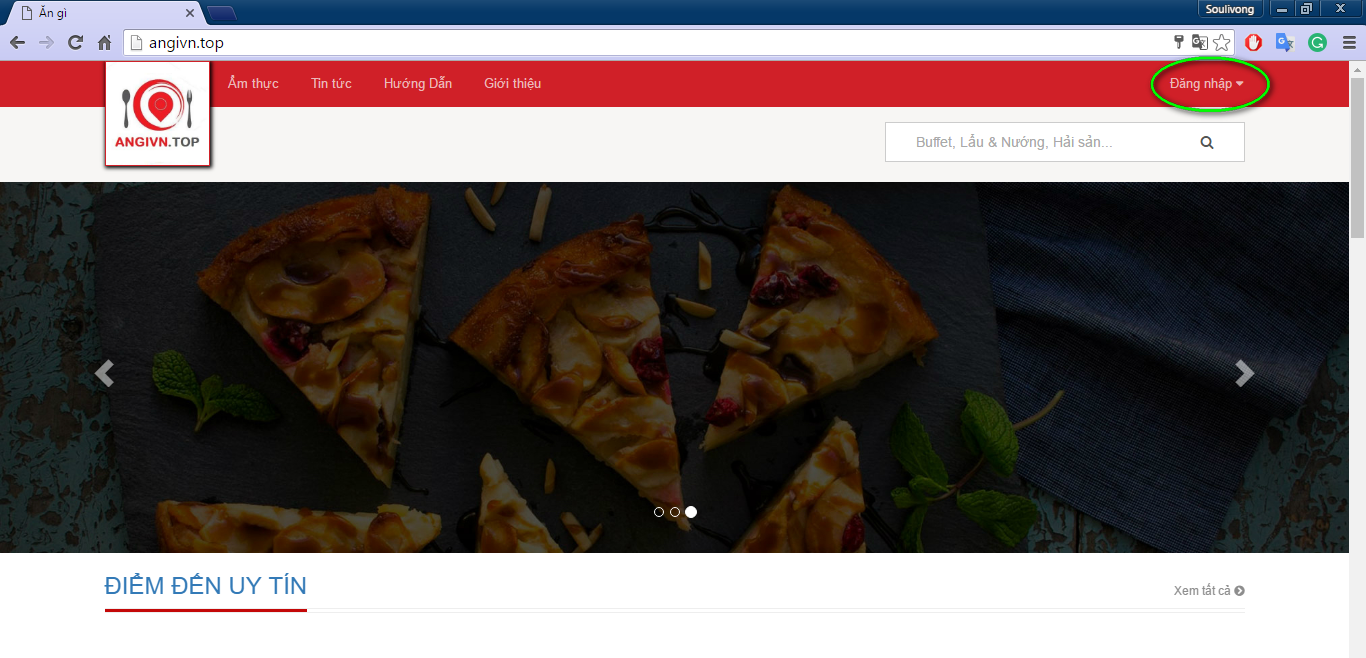 Ăn gì
Soulivong
angivn.top
Ẩm thực
Tin tức
Hướng Dẫn
Giới thiệu
Đăng nhập
ANGIVN.TOP
Buffet, Lẩu & Nướng, Hải sản...
ĐIỂM ĐẾN UY TÍN
Xem tất cả